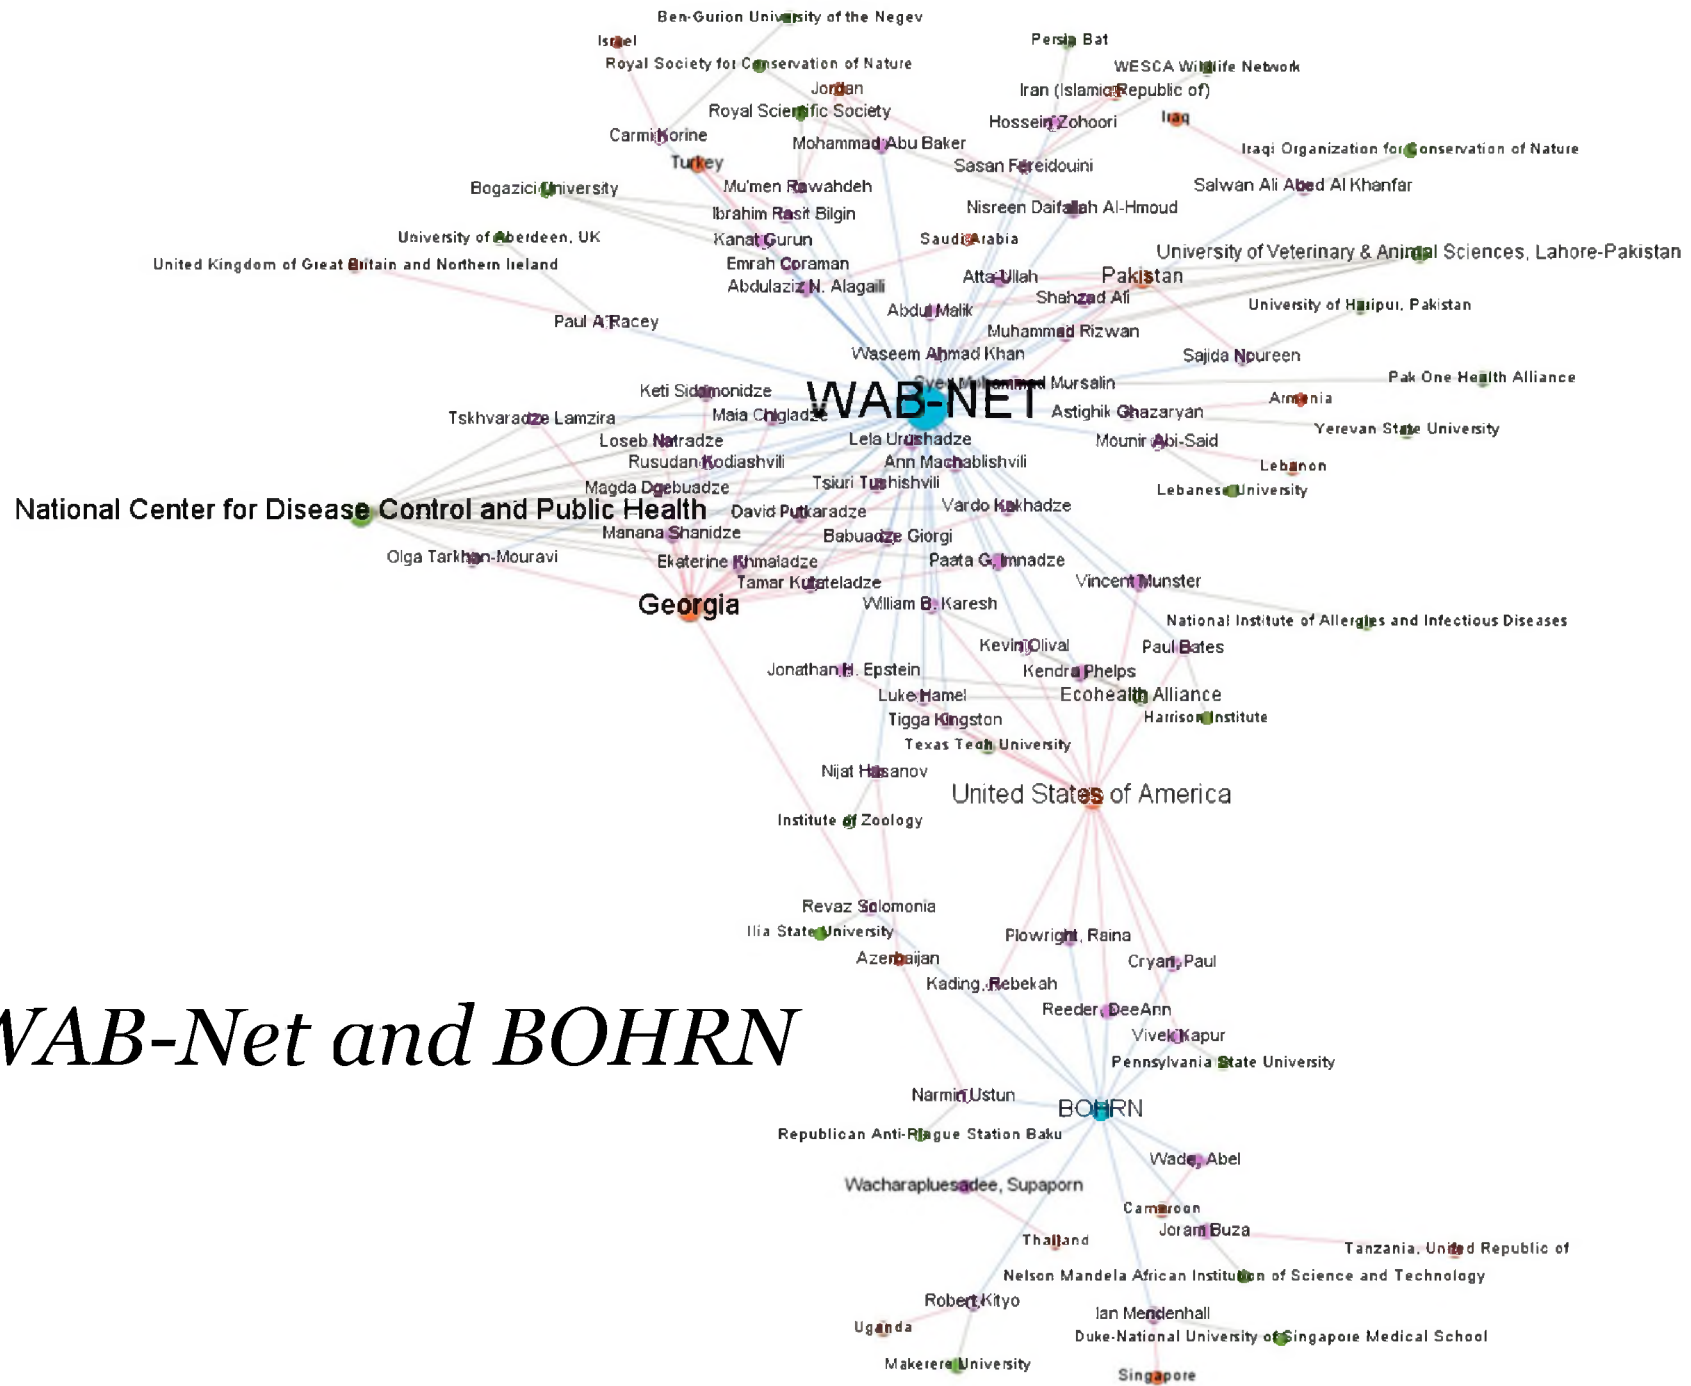 Ben-Gurion University of the Negev
Israel
Persia Bat
Royal Society for Conservation of Nature
WESCA Wildlife Network
Jordan
Iran (Islamic Republic of)
Royal Scientific Society
Iraq
Hossein Zohoori
Carmi Korine
Mohammad Abu Baker
Iraqi Organization for Conservation of Nature
Turkey
Sasan Fereidouini
Bogazici University
Mu'men Rawahdeh
Salwan Ali Abed Al Khanfar
Ibrahim Rasit Bilgin
Nisreen Daifallah Al-Hmoud
University of Aberdeen, UK
Kanat Gurun
Saudi Arabia
University of Veterinary & Animal Sciences, Lahore-Pakistan
United Kingdom of Great Britain and Northern Ireland
Emrah Coraman
Atta Ullah
Pakistan
Abdulaziz N. Alagaili
Shahzad Ali
University of Haripur, Pakistan
Abdul Malik
Paul A Racey
Muhammad Rizwan
Waseem Ahmad Khan
Sajida Noureen
Syed Mohammad Mursalin
Pak One Health Alliance
Keti Sidamonidze
WAB-NET
Armenia
Tskhvaradze Lamzira
Maia Chigladze
Astighik Ghazaryan
Yerevan State University
Loseb Natradze
Lela Urushadze
Mounir Abi-Said
Rusudan Kodiashvili
Ann Machablishvili
Lebanon
Magda Dgebuadze
Tsiuri Tushishvili
Lebanese University
National Center for Disease Control and Public Health
David Putkaradze
Vardo Kakhadze
Manana Shanidze
Babuadze Giorgi
Olga Tarkhan-Mouravi
Ekaterine Khmaladze
Paata G. Imnadze
Tamar Kutateladze
Vincent Munster
Georgia
William B. Karesh
National Institute of Allergies and Infectious Diseases
Kevin Olival
Paul Bates
Jonathan H. Epstein
Kendra Phelps
Luke Hamel
Ecohealth Alliance
Tigga Kingston
Harrison Institute
Texas Tech University
Nijat Hasanov
United States of America
Institute of Zoology
Revaz Solomonia
Ilia State University
Plowright, Raina
Azerbaijan
Cryan, Paul
Kading, Rebekah
Reeder, DeeAnn
WAB-Net and BOHRN
Vivek Kapur
Pennsylvania State University
Narmin Ustun
BOHRN
Republican Anti-Plague Station Baku
Wade, Abel
Wacharapluesadee, Supaporn
Cameroon
Joram Buza
Thailand
Tanzania, United Republic of
Nelson Mandela African Institution of Science and Technology
Robert Kityo
Ian Mendenhall
Uganda
Duke-National University of Singapore Medical School
Makerere University
Singapore